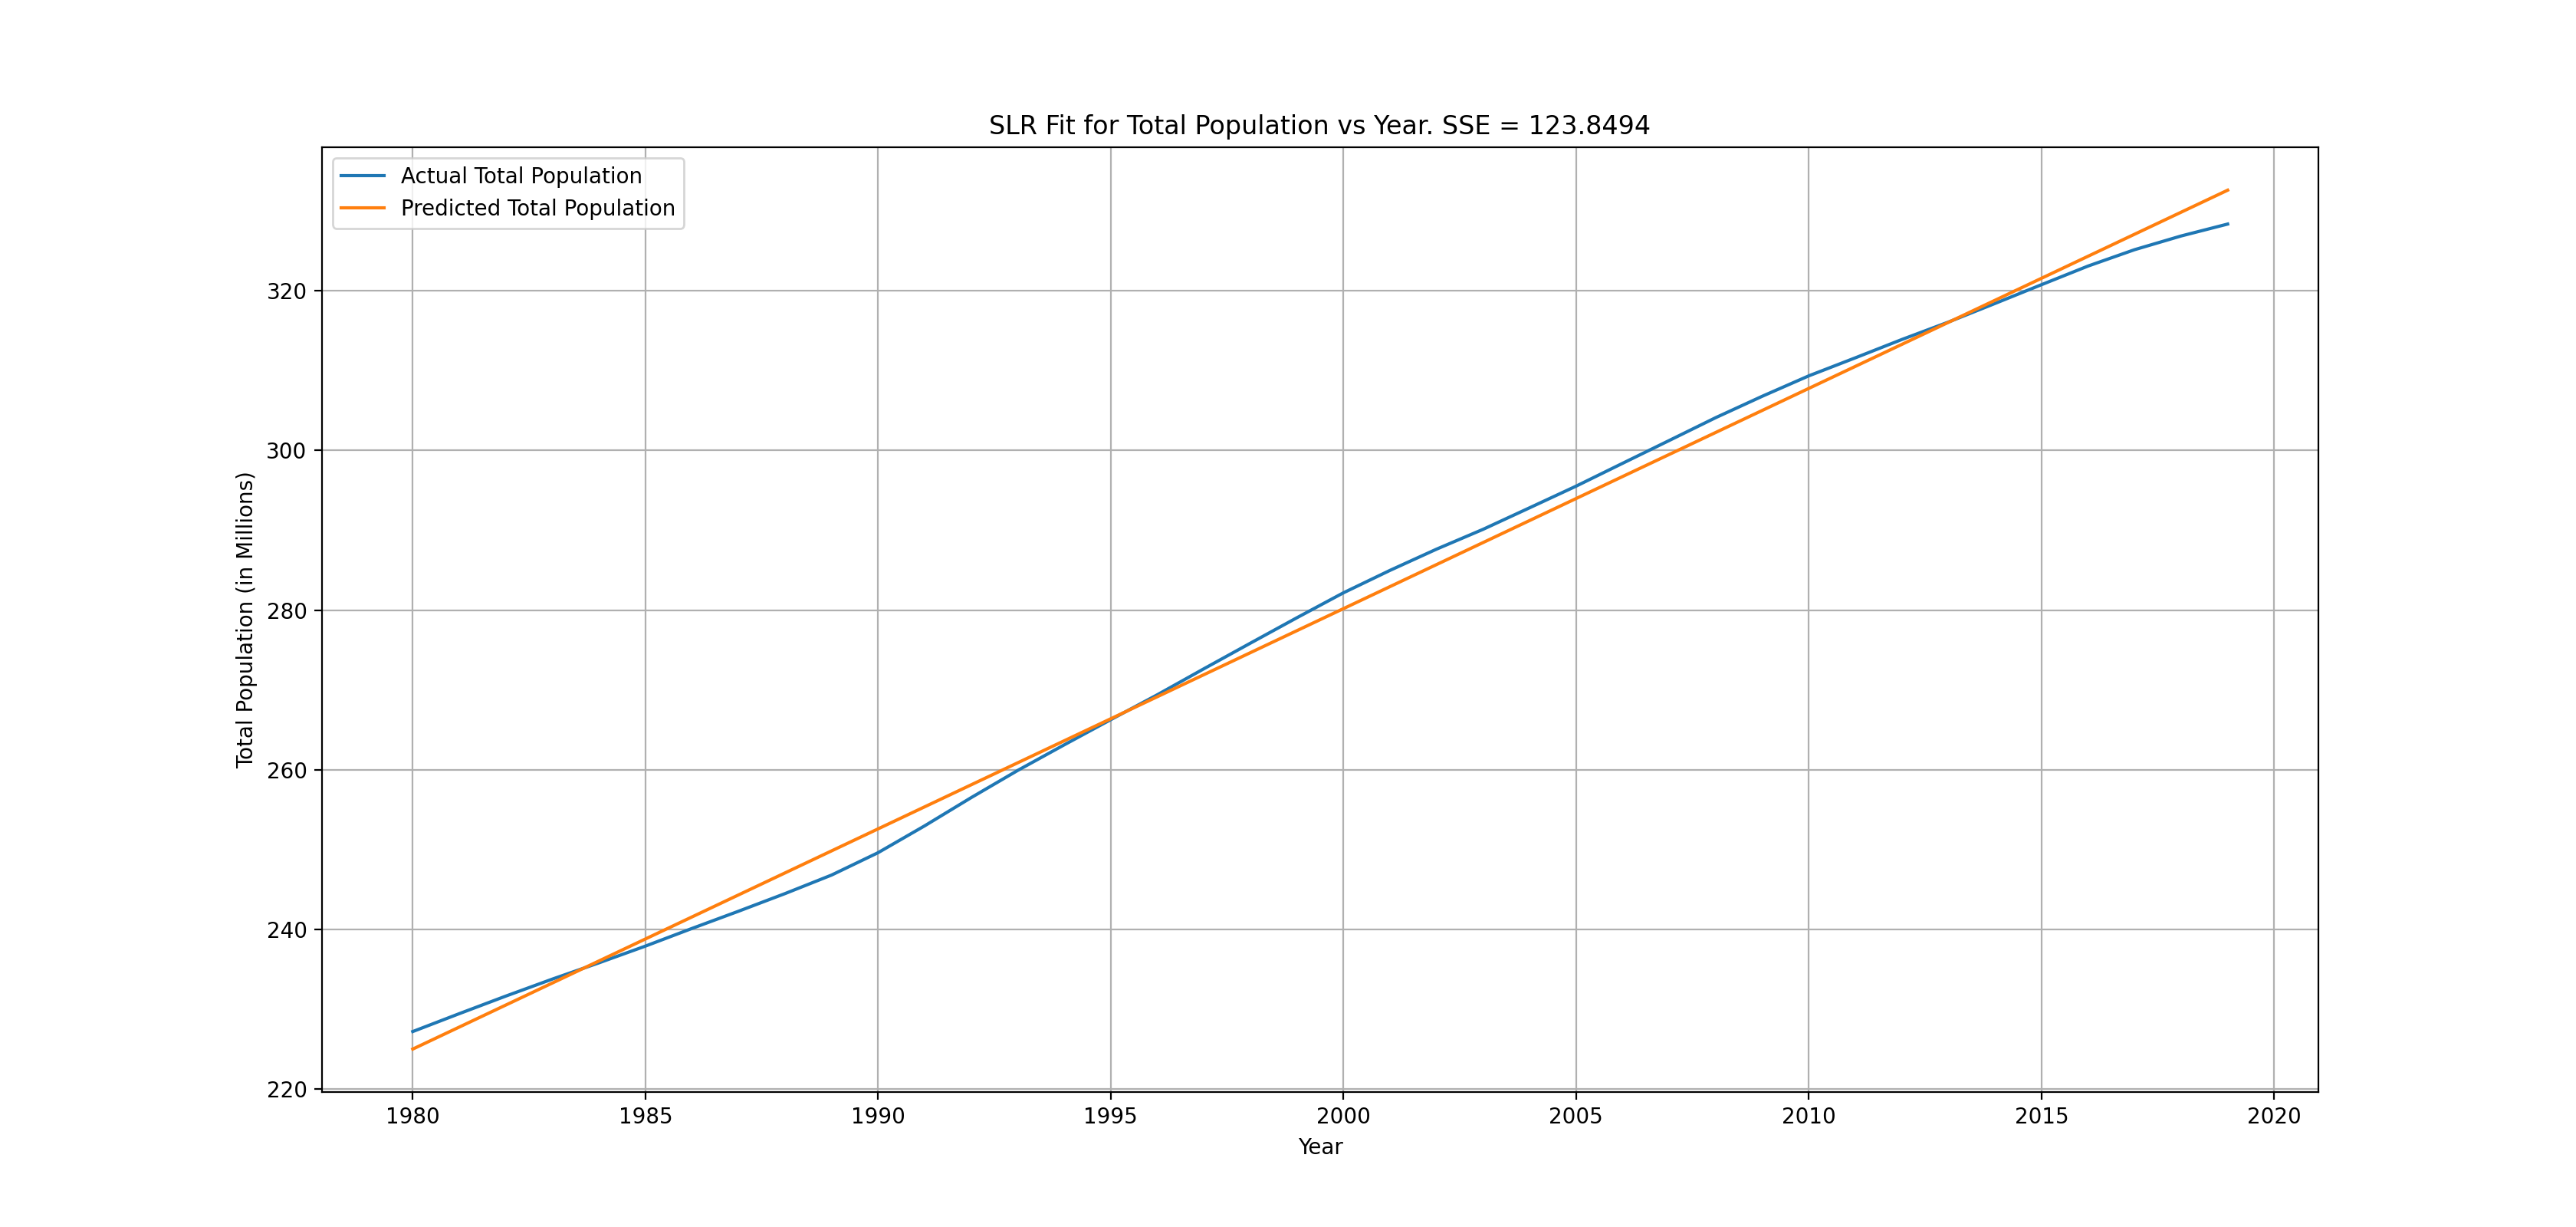 SLR Fit for Total Population vs Year. SSE = 123.8494
Actual Total Population
Predicted Total Population
320
300
280
260
240
220
Total Population (in Millions)
1980 1985 1990 1995 2000 2005 2010 2015 2020
Year